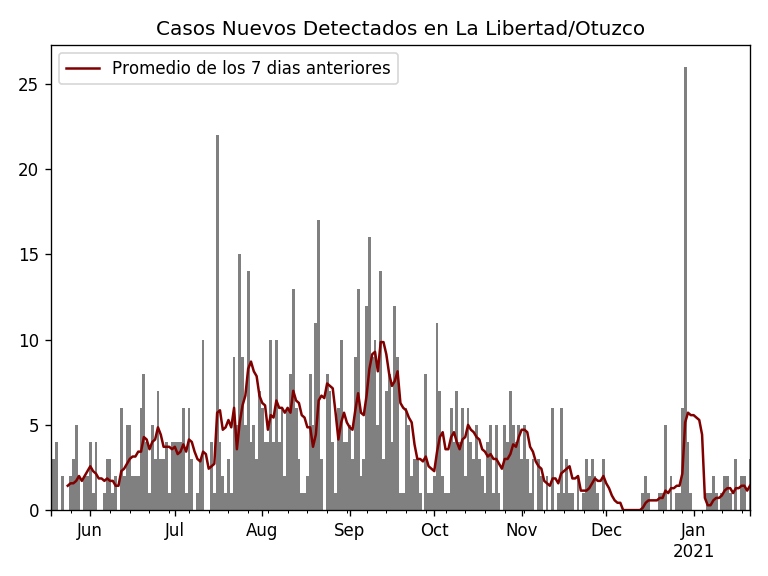 Casos Nuevos Detectados en La Libertad/Otuzco
Promedio de los 7 dias anteriores
25
20
15
10
5
0
Jun Jul Aug Sep Oct Nov Dec Jan
2021